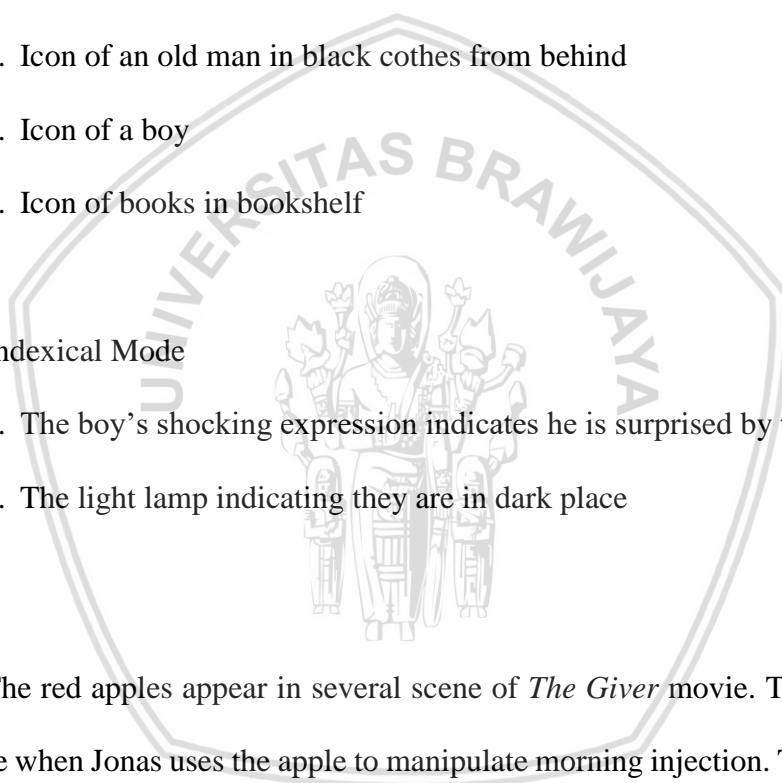 . Icon of an old man in black cothes from behind
. Icon of a boy
. Icon of books in bookshelf
UNIVERSITAS BRAWIJAYA
ndexical Mode
. The boy's shocking expression indicates he is surprised by
. The light lamp indicating they are in dark place
he red apples appear in several scene of The Giver movie. T
e when Jonas uses the apple to manipulate morning injection. T